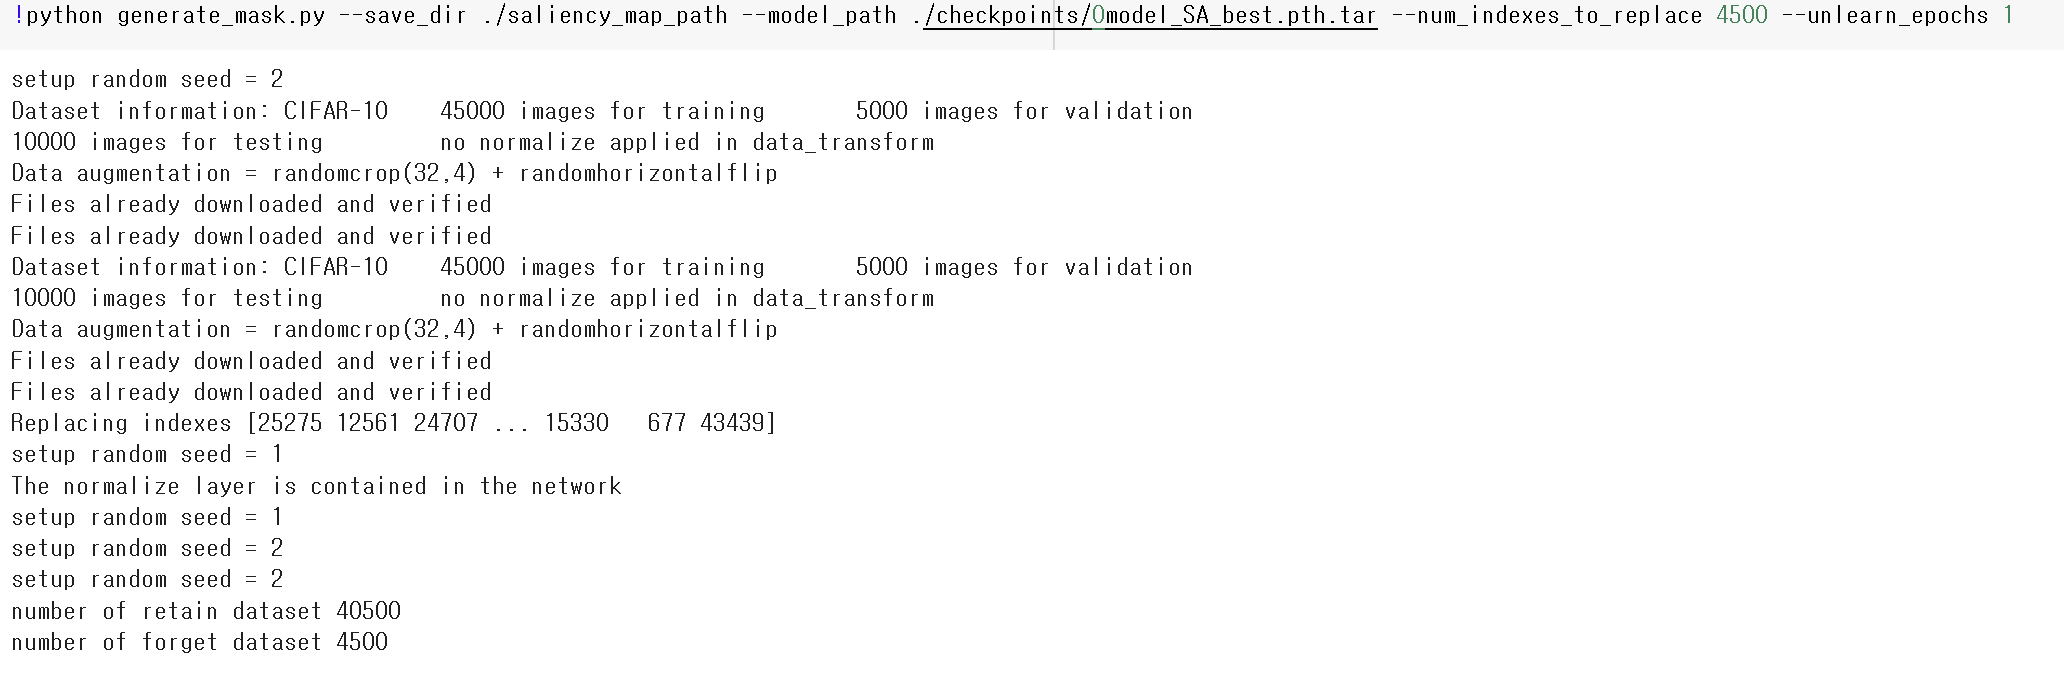 !python generate_mask.py --save_dir ./saliency_map_path --model_path ./checkpoints/0model_SA_best.pth.tar --num_indexes_to_replace 4500 --unlearn_epochs 1
setup random seed = 2
Dataset information: CIFAR-10    45000 images for training       5000 images for validation
10000 images for testing         no normalize applied in data_transform
Data augmentation = randomcrop(32,4) + randomhorizontalflip
Files already downloaded and verified
Files already downloaded and verified
Dataset information: CIFAR-10    45000 images for training       5000 images for validation
10000 images for testing         no normalize applied in data_transform
Data augmentation = randomcrop(32,4) + randomhorizontalflip
Files already downloaded and verified
Files already downloaded and verified
Replacing indexes [25275 12561 24707 ... 15330   677 43439]
setup random seed = 1
The normalize layer is contained in the network
setup random seed = 1
setup random seed = 2
setup random seed = 2
number of retain dataset 40500
number of forget dataset 4500